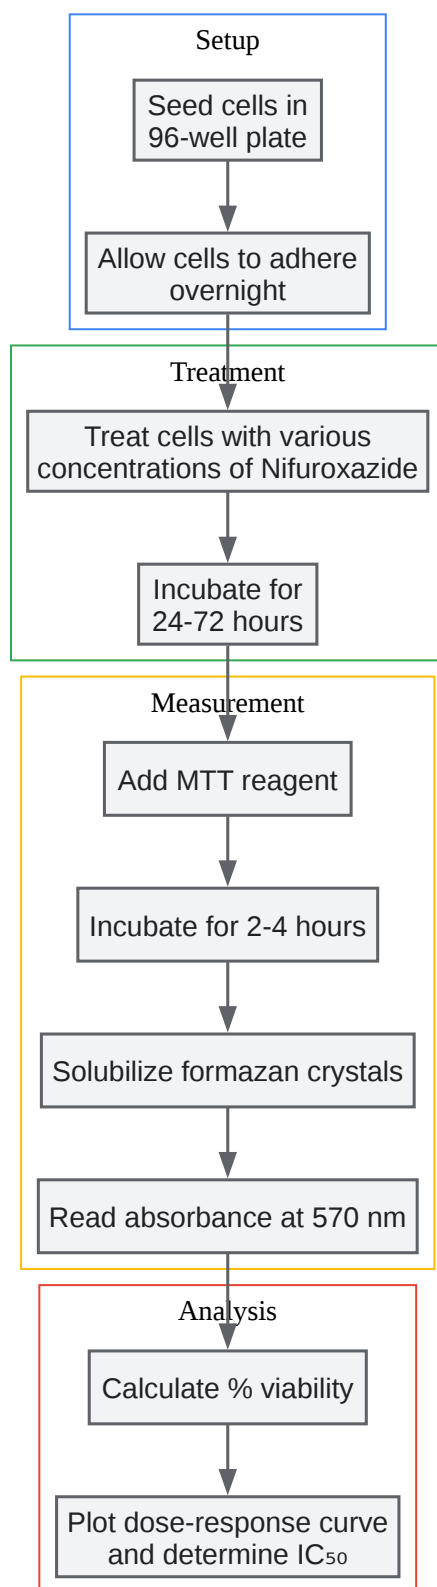 Setup
Seed cells in
96-well plate
Allow cells to adhere
overnight
Treatment
Treat cells with various
concentrations of Nifuroxazide
Incubate for
24-72 hours
Measurement
Add MTT reagent
Incubate for 2-4 hours
Solubilize formazan crystals
Read absorbance at 570 nm
Analysis
Calculate % viability
Plot dose-response curve
and determine IC₅₀